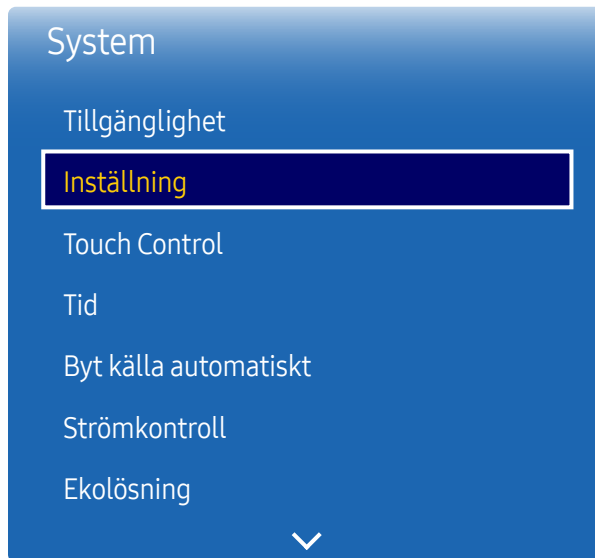 System
Tillgänglighet
Inställning
Touch Control
Tid
Byt källa automatiskt
Strömkontroll
Ekolösning